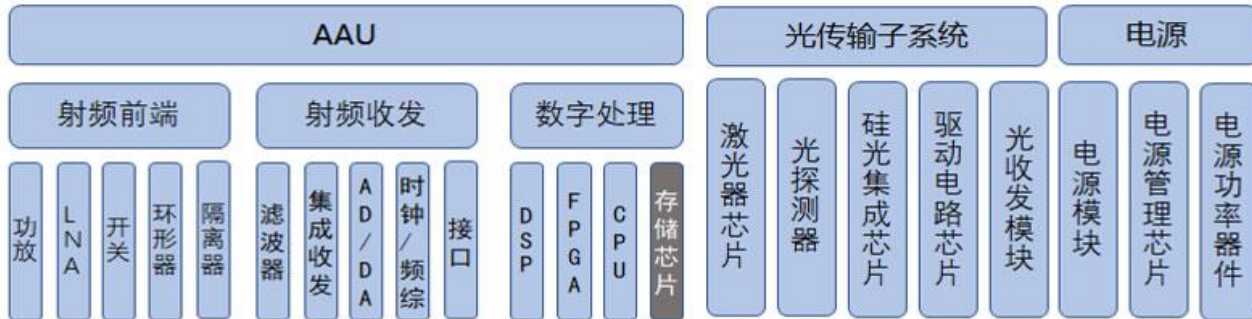 AAU
光传输子系统
电源
射频前端
射频收发
数字处理
功放
LNA
开关
环形器
隔离器
滤波器
集成收发
AD/DA
时钟/频综
接口
DSP
FPGA
CPU
存储芯片
激光器芯片
光探测器
硅光集成芯片
驱动电路芯片
光收发模块
电源模块
电源管理芯片
电源功率器件